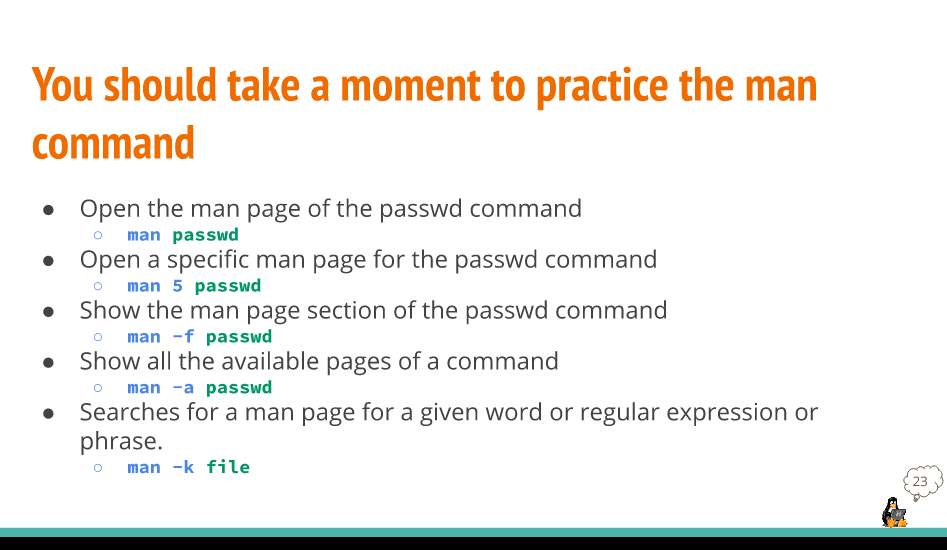 You should take a moment to practice the man
command
● Open the man page of the passwd command
○ man passwd
● Open a specific man page for the passwd command
○ man 5 passwd
● Show the man page section of the passwd command
○ man -f passwd
● Show all the available pages of a command
○ man -a passwd
● Searches for a man page for a given word or regular expression or
phrase.
○ man -k file
23